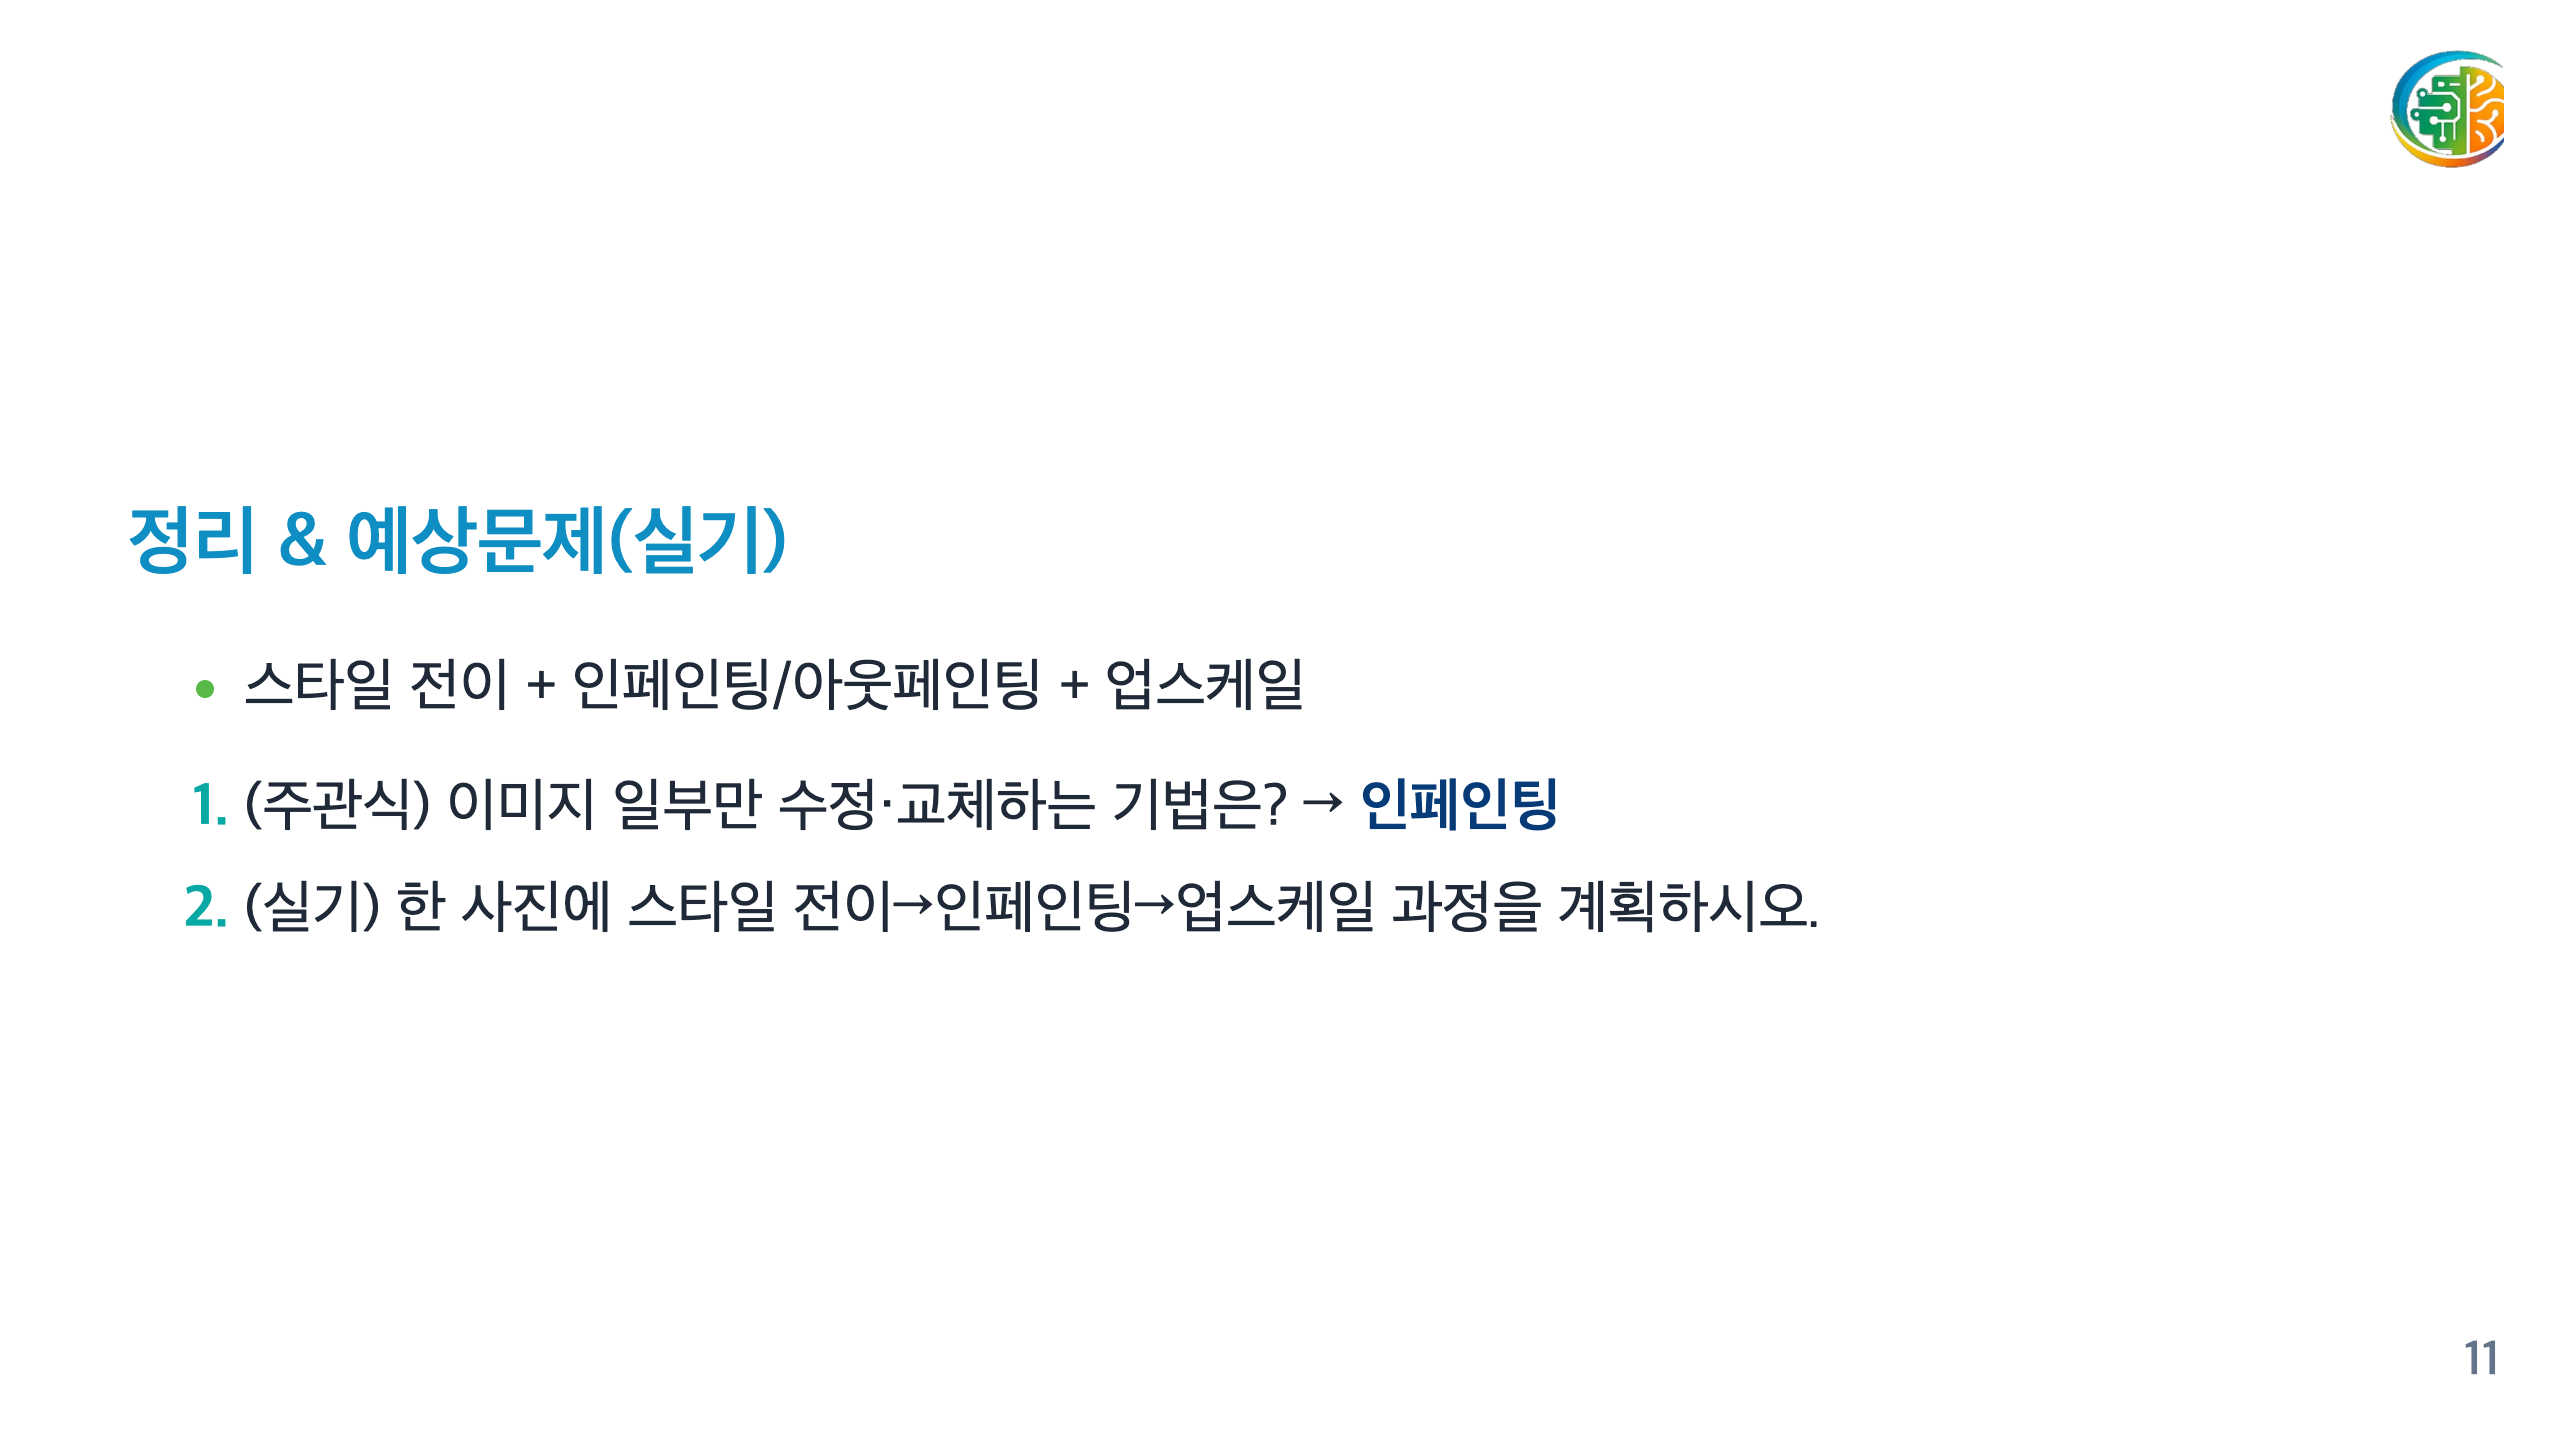 정리 & 예상문제(실기)
• 스타일 전이 + 인페인팅/아웃페인팅 + 업스케일
1. (주관식) 이미지 일부만 수정·교체하는 기법은? → 인페인팅
2. (실기) 한 사진에 스타일 전이→인페인팅→업스케일 과정을 계획하시오.
11